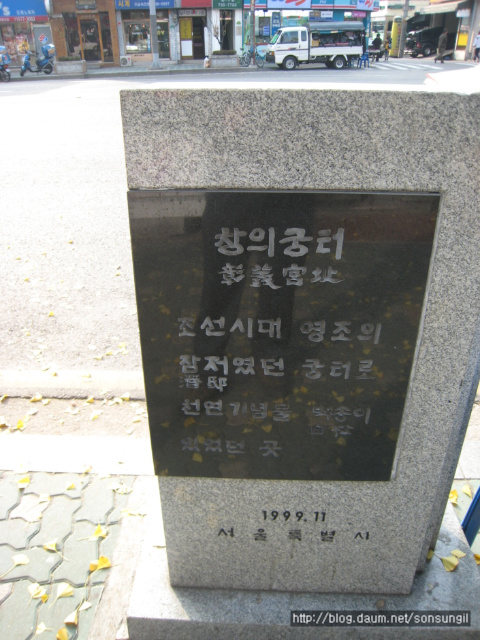 창의궁터
彰義宮址
조선시대 영조의
잠저였던 궁터로
潛邸
천연기념물 백송이
白松
있었던 곳
1999.11
서울특별시
http://blog.daum.net/sonsungil